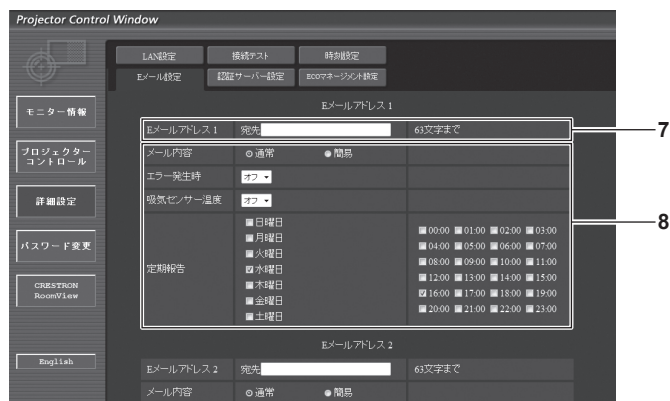 Projector Control Window
LAN設定 接続テスト 時刻設定
Eメール設定 認証サーバー設定 ECOマネージメント設定
モニター情報
プロジェクター
コントロール
詳細設定
パスワード変更
CRESTRON
RoomView
English
Eメールアドレス 1
Eメールアドレス 1 宛先 63文字まで 7
メール内容 通常 簡易
エラー発生時 オフ
吸気センサー温度 オフ
8
定期報告
日曜日
月曜日
火曜日
水曜日
木曜日
金曜日
土曜日
00:00 01:00 02:00 03:00
04:00 05:00 06:00 07:00
08:00 09:00 10:00 11:00
12:00 13:00 14:00 15:00
16:00 17:00 18:00 19:00
20:00 21:00 22:00 23:00
Eメールアドレス 2
Eメールアドレス 2 宛先 63文字まで
メール内容 通常 簡易